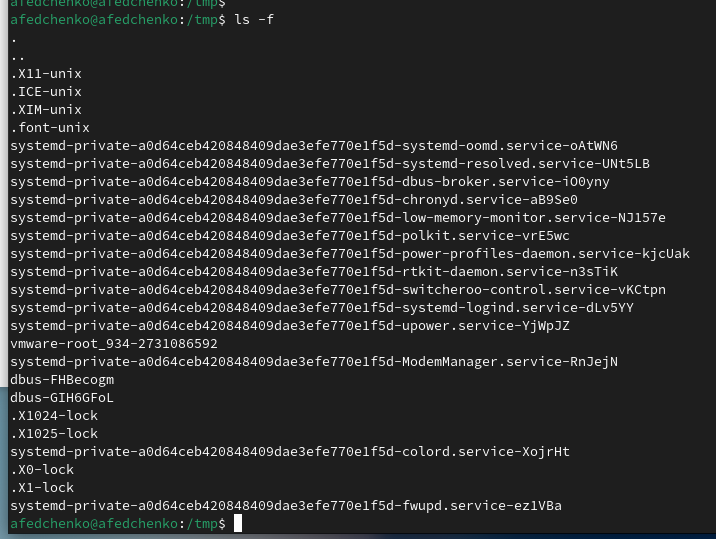 afedchenko@afedchenko:/tmp$
afedchenko@afedchenko:/tmp$ ls -f
.
..
.X11-unix
.ICE-unix
.XIM-unix
.font-unix
systemd-private-a0d64ceb420848409dae3efe770e1f5d-systemd-oomd.service-oAtWN6
systemd-private-a0d64ceb420848409dae3efe770e1f5d-systemd-resolved.service-UNt5LB
systemd-private-a0d64ceb420848409dae3efe770e1f5d-dbus-broker.service-iO0yny
systemd-private-a0d64ceb420848409dae3efe770e1f5d-chronyd.service-aB9Se0
systemd-private-a0d64ceb420848409dae3efe770e1f5d-low-memory-monitor.service-NJ157e
systemd-private-a0d64ceb420848409dae3efe770e1f5d-polkit.service-vrE5wc
systemd-private-a0d64ceb420848409dae3efe770e1f5d-power-profiles-daemon.service-kjcUak
systemd-private-a0d64ceb420848409dae3efe770e1f5d-rtkit-daemon.service-n3sTiK
systemd-private-a0d64ceb420848409dae3efe770e1f5d-switcheroo-control.service-vKCtpn
systemd-private-a0d64ceb420848409dae3efe770e1f5d-systemd-logind.service-dLv5YY
systemd-private-a0d64ceb420848409dae3efe770e1f5d-upower.service-YjWpJZ
vmware-root_934-2731086592
systemd-private-a0d64ceb420848409dae3efe770e1f5d-ModemManager.service-RnJejN
dbus-FHBecogm
dbus-GIH6GFoL
.X1024-lock
.X1025-lock
systemd-private-a0d64ceb420848409dae3efe770e1f5d-colord.service-XojrHt
.X0-lock
.X1-lock
systemd-private-a0d64ceb420848409dae3efe770e1f5d-fwupd.service-ez1VBa
afedchenko@afedchenko:/tmp$